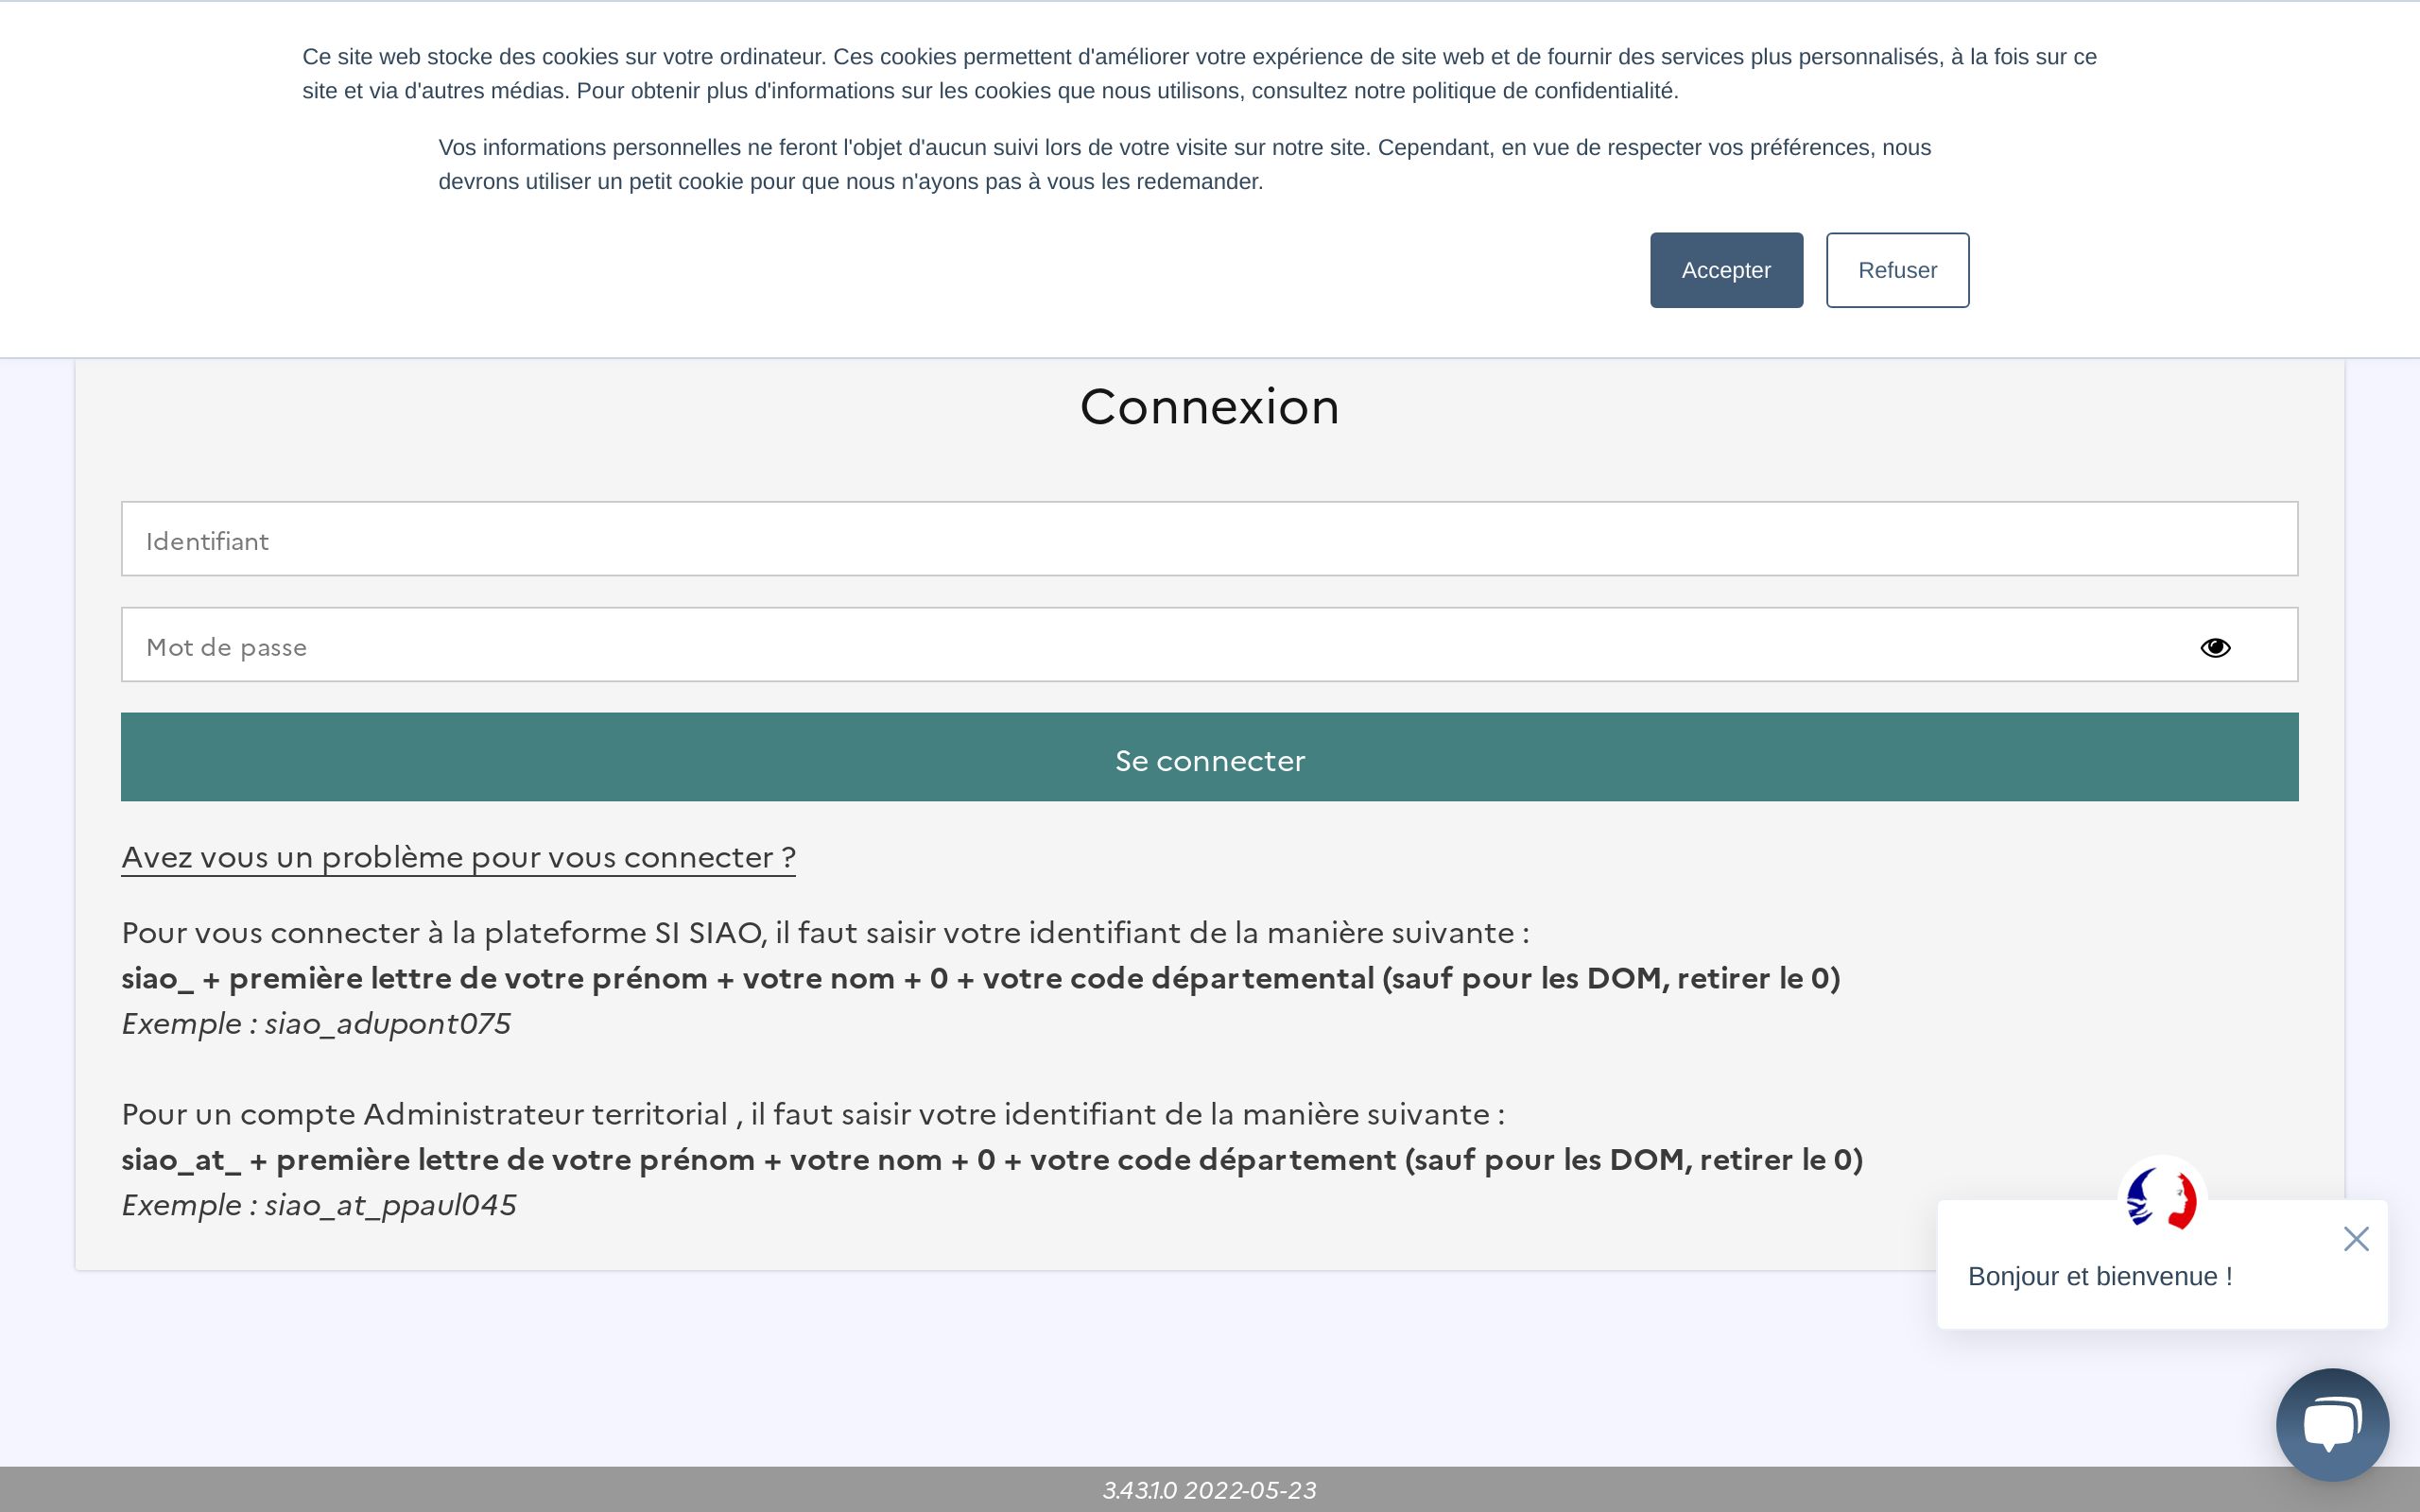 Ce site web stocke des cookies sur votre ordinateur. Ces cookies permettent d'améliorer votre expérience de site web et de fournir des services plus personnalisés, à la fois sur ce
site et via d'autres médias. Pour obtenir plus d'informations sur les cookies que nous utilisons, consultez notre politique de confidentialité.
Vos informations personnelles ne feront l'objet d'aucun suivi lors de votre visite sur notre site. Cependant, en vue de respecter vos préférences, nous
devrons utiliser un petit cookie pour que nous n'ayons pas à vous les redemander.
Accepter
Refuser
Connexion
Identifiant
Mot de passe
Se connecter
Avez vous un problème pour vous connecter ?
Pour vous connecter à la plateforme SI SIAO, il faut saisir votre identifiant de la manière suivante :
siao_ + première lettre de votre prénom + votre nom + 0 + votre code départemental (sauf pour les DOM, retirer le 0)
Exemple : siao_adupont075
Pour un compte Administrateur territorial , il faut saisir votre identifiant de la manière suivante :
siao_at_ + première lettre de votre prénom + votre nom + 0 + votre code département (sauf pour les DOM, retirer le 0)
Exemple : siao_at_ppaul045
Bonjour et bienvenue !
3.43.1.0 2022-05-23